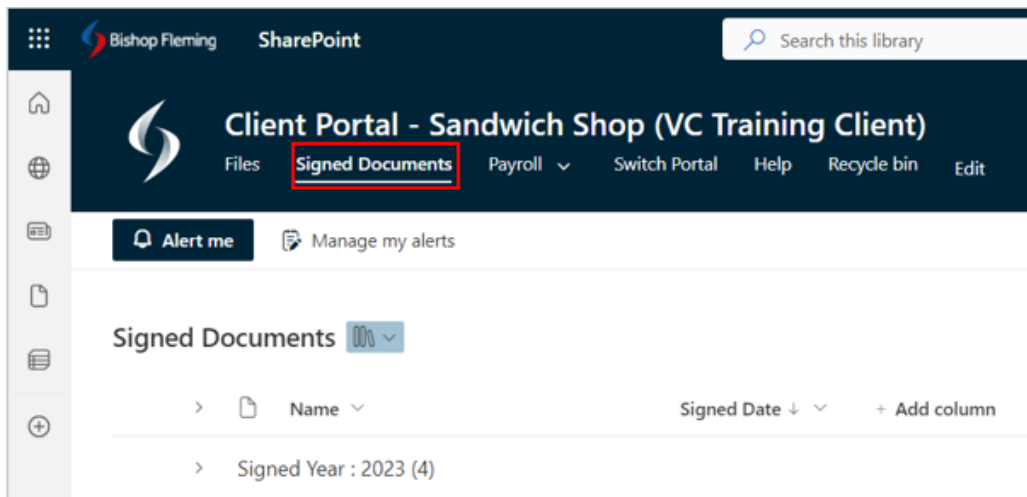 Bishop Fleming SharePoint Search this library
Client Portal - Sandwich Shop (VC Training Client)
Files Signed Documents Payroll Switch Portal Help Recycle bin Edit
Alert me Manage my alerts
Signed Documents
Name Signed Date ↓ + Add column
Signed Year : 2023 (4)